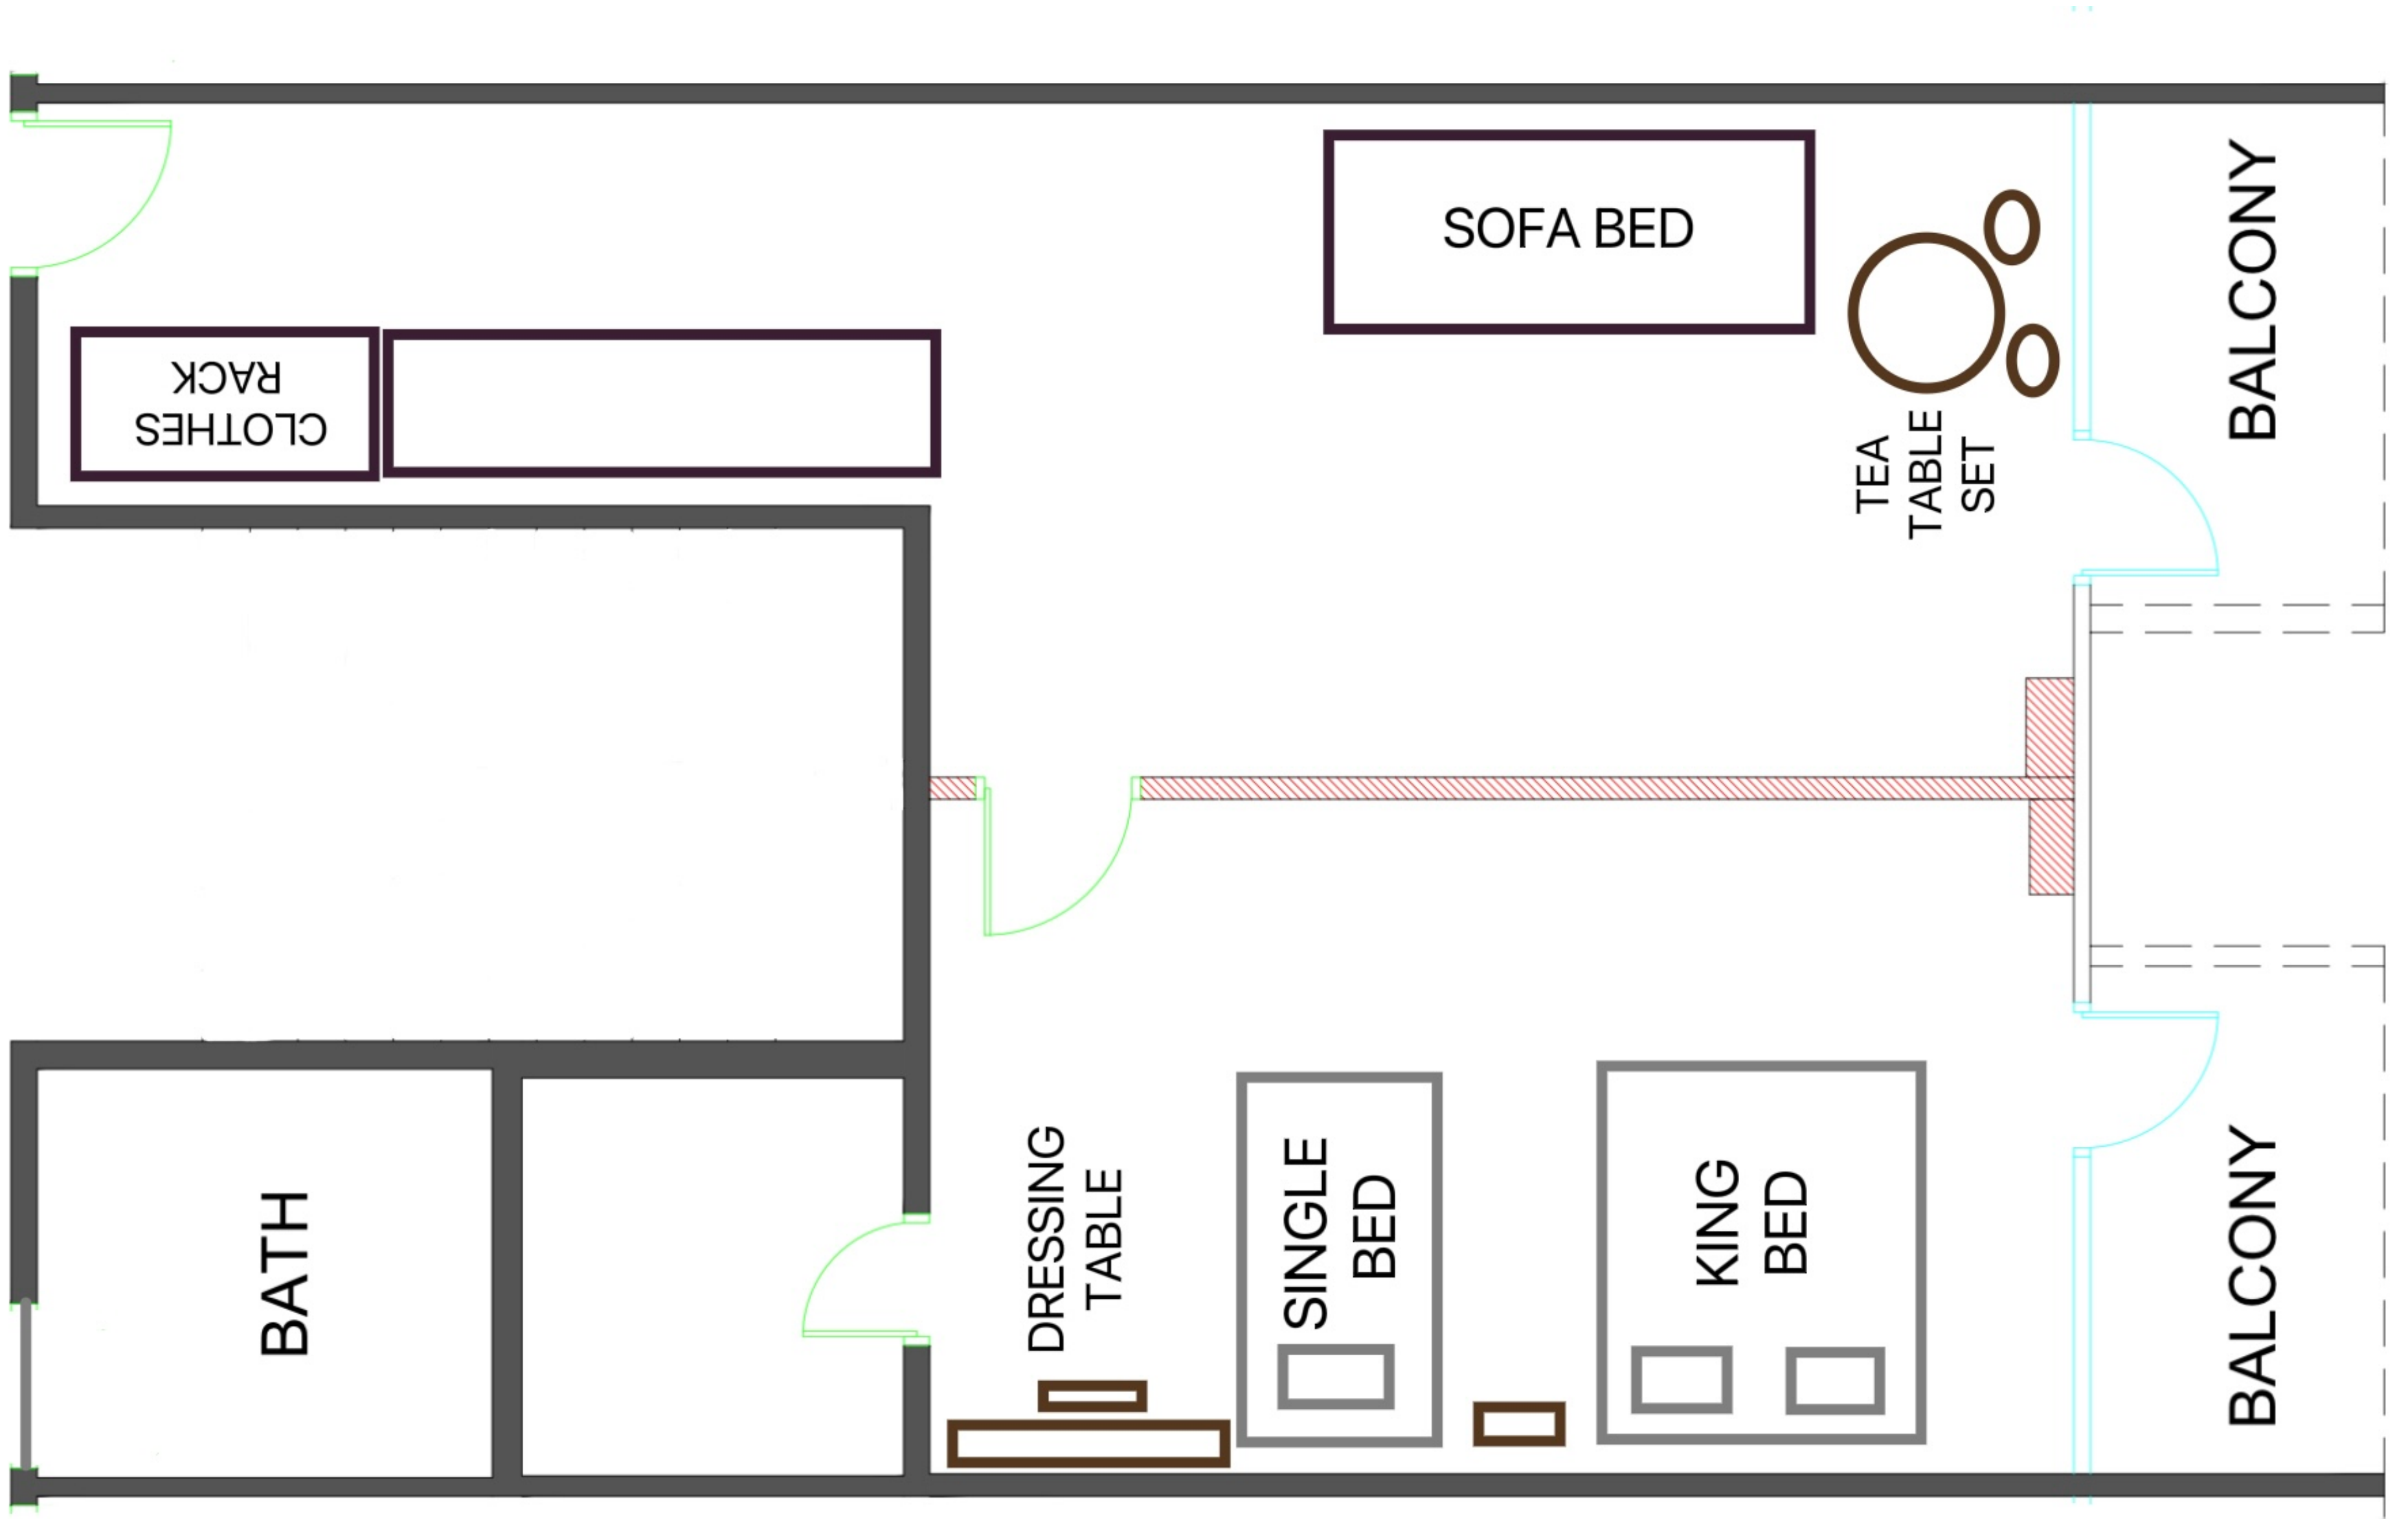 SOFA BED
BALCONY
CLOTHES
RACK
TEA
TABLE
SET
BATH
DRESSING
TABLE
SINGLE
BED
KING
BED
BALCONY